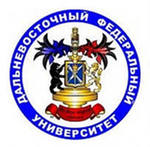 ДАЛЬНЕВОСТОЧНЫЙ ФЕДЕРАЛЬНЫЙ
УНИВЕРСИТЕТ